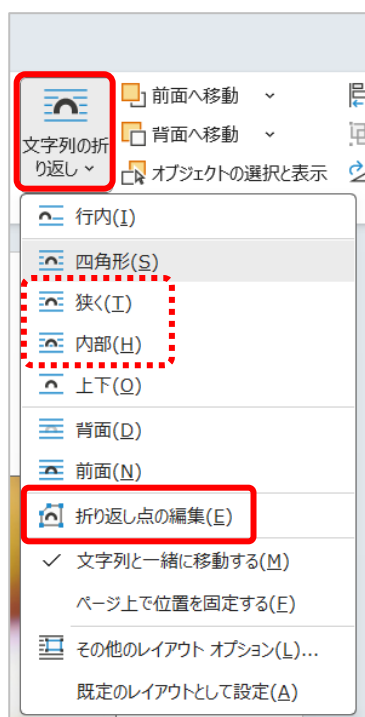 前面へ移動
背面へ移動
文字列の折
り返し
オブジェクトの選択と表示
行内(I)
四角形(S)
狭く(T)
内部(H)
上下(O)
背面(D)
前面(N)
折り返し点の編集(E)
文字列と一緒に移動する(M)
ページ上で位置を固定する(F)
その他のレイアウト オプション(L)...
既定のレイアウトとして設定(A)